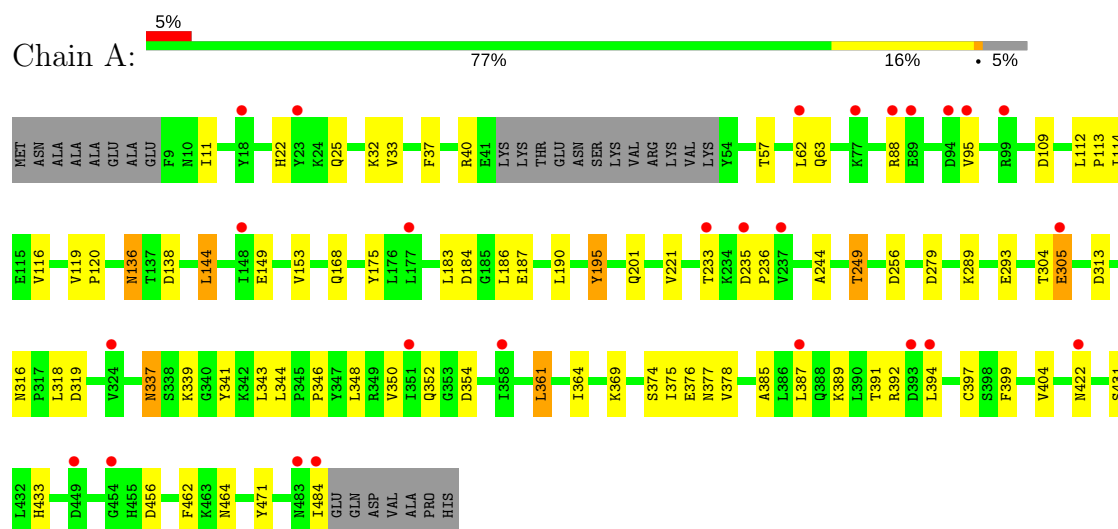 5%
Chain A:
77% 16% • 5%
MET ASN ALA ALA ALA GLU ALA GLU F9 N10 I11 Y18 H22 Y23 E24 Q25 K32 V33 F37 R40 E41 LYS LYS THR GLU ASN SER LYS VAL ARG LYS VAL LYS Y54 T57 L62 Q63 K77 R88 E89 D94 V95 R99 D109 L112 P113 I114
E115 V116 V119 P120 N136 T137 D138 L144 I148 E149 V153 Q168 Y175 L176 L177 L183 D184 G185 L186 E187 L190 Y195 Q201 V221 T233 K234 D235 P236 V237 A244 T249 D256 D279 K289 E293 T304 E305 D313
N316 P317 L318 D319 V324 N337 S338 K339 G340 Y341 K342 L343 L344 P345 P346 Y347 L348 R349 V350 I351 Q352 G353 D354 I358 L361 I364 K369 S374 I375 E376 N377 V378 A385 L386 L387 Q388 K389 L390 T391 R392 D393 L394 C397 S398 F399 V404 N422 S431
L432 H433 D449 G454 H455 D456 F462 K463 N464 Y471 N483 I484 GLU GLN ASP VAL ALA PRO HIS